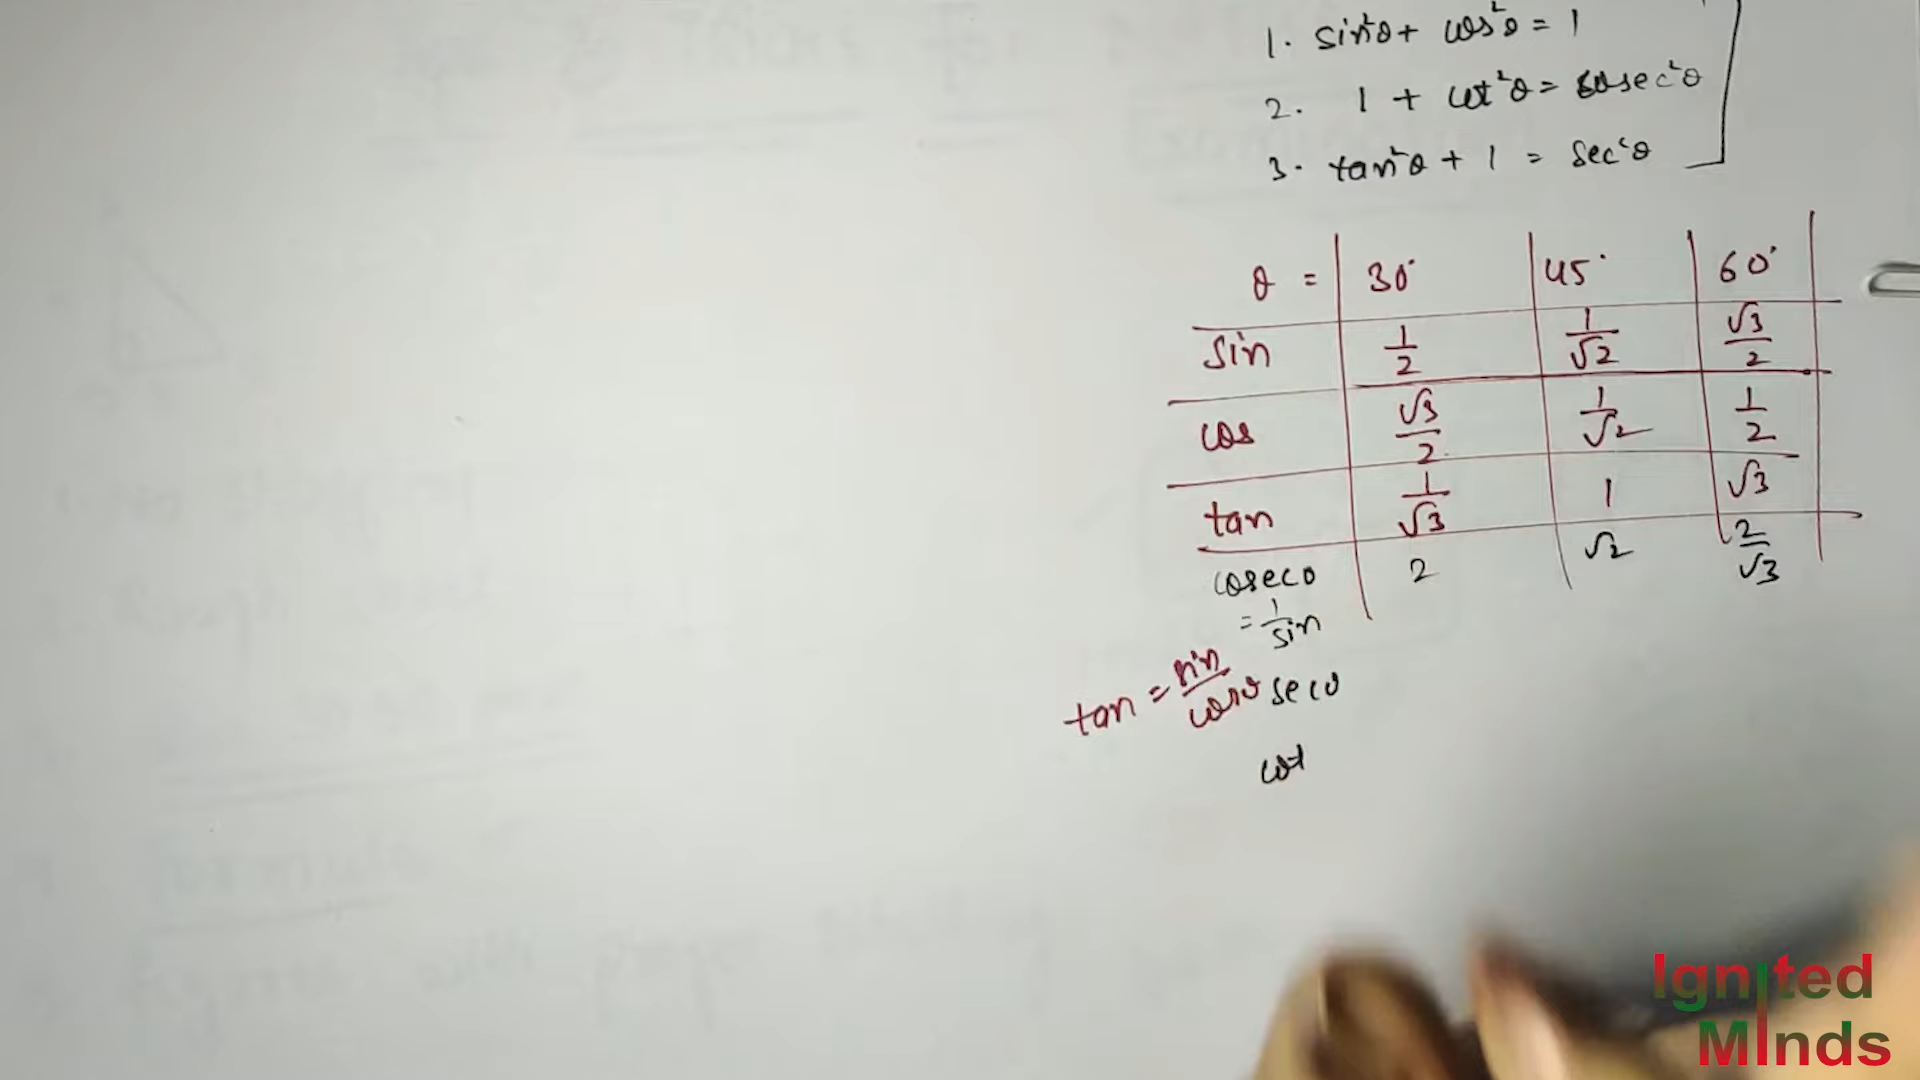 1. sin²θ + cos²θ = 1
2. 1 + cot²θ = cosec²θ
3. tan²θ + 1 = sec²θ
θ = 30° 45° 60°
sin 1/2 1/√2 √3/2
cos √3/2 1/√2 1/2
tan 1/√3 1 √3
cosecθ 2 √2 2/√3
= 1/sin
tan = sin/cosθ secθ
cot
Ignited
Minds